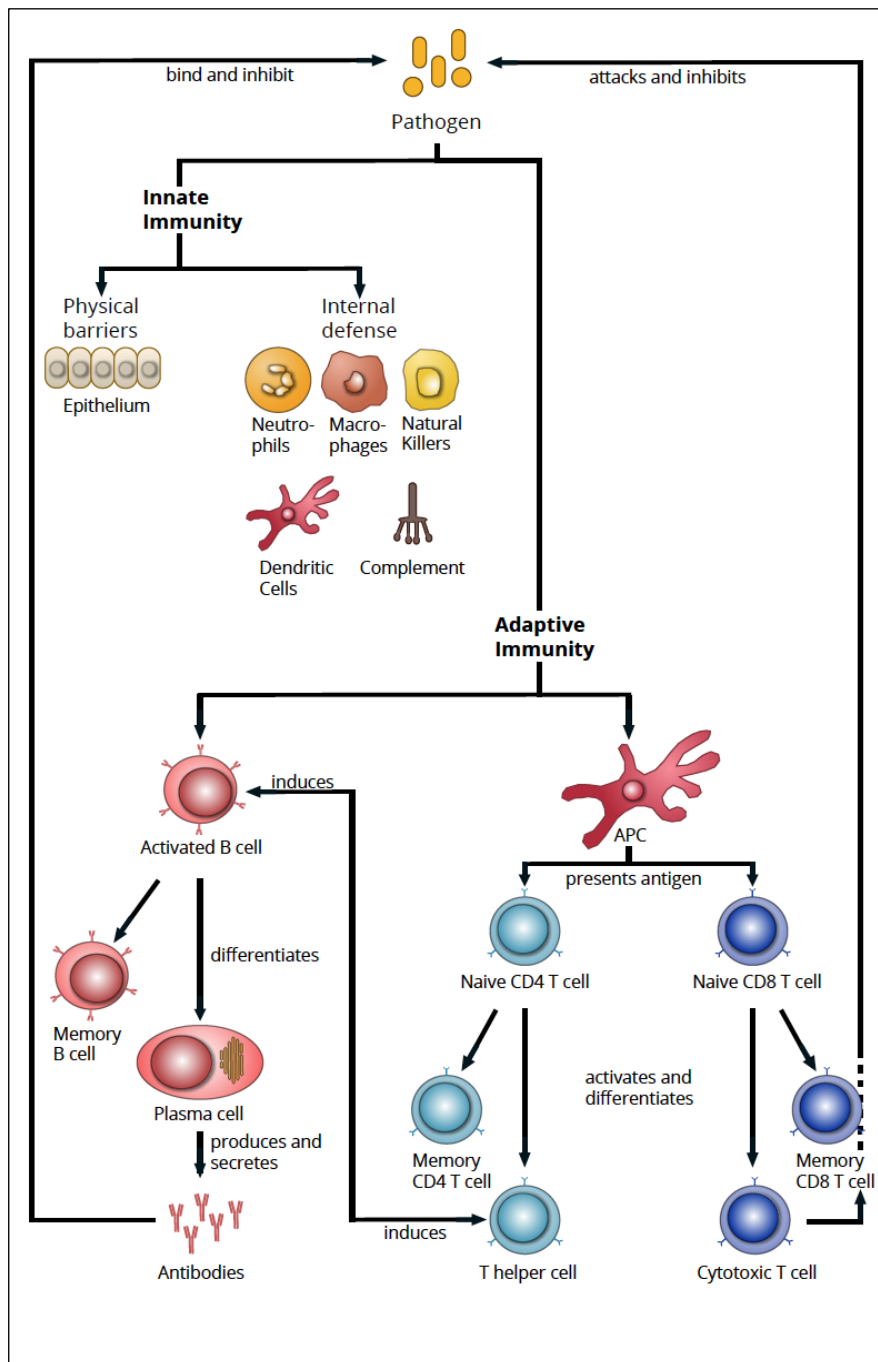 bind and inhibit
attacks and inhibits
Pathogen
Innate
Immunity
Physical
barriers
Internal
defense
Epithelium
Neutro-
phils
Macro-
phages
Natural
Killers
Dendritic
Cells
Complement
Adaptive
Immunity
induces
Activated B cell
APC
presents antigen
differentiates
Naive CD4 T cell
Naive CD8 T cell
Memory
B cell
Plasma cell
activates and
differentiates
produces and
secretes
Memory
CD4 T cell
Memory
CD8 T cell
induces
Antibodies
T helper cell
Cytotoxic T cell